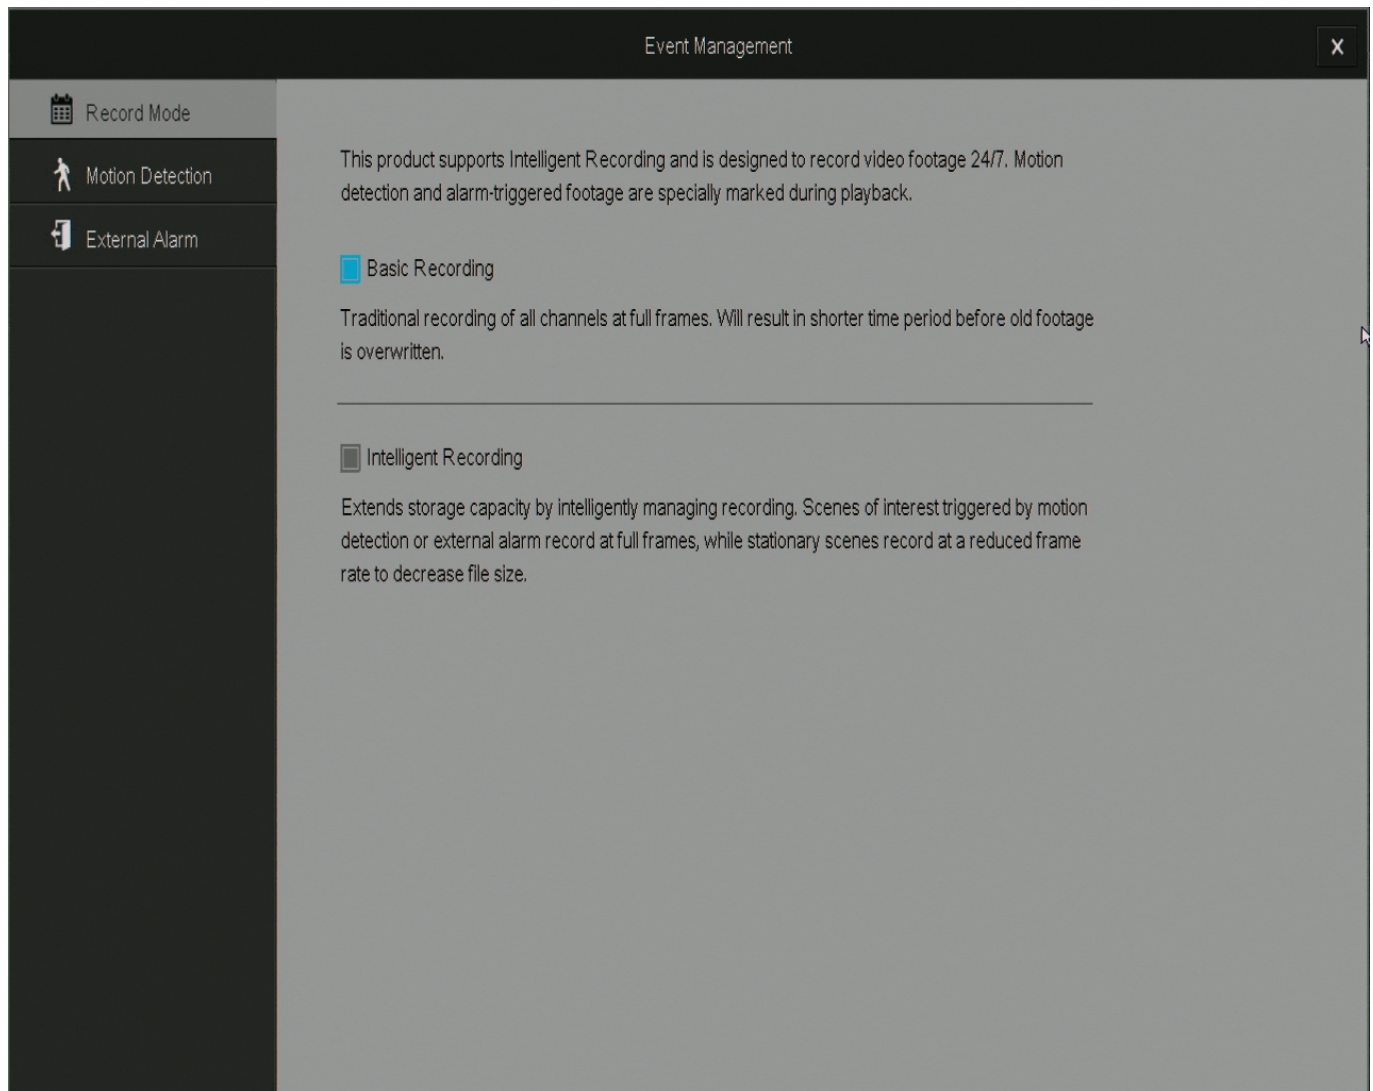 Event Management
X
Record Mode
Motion Detection
External Alarm
This product supports Intelligent Recording and is designed to record video footage 24/7. Motion
detection and alarm-triggered footage are specially marked during playback.
Basic Recording
Traditional recording of all channels at full frames. Will result in shorter time period before old footage
is overwritten.
Intelligent Recording
Extends storage capacity by intelligently managing recording. Scenes of interest triggered by motion
detection or external alarm record at full frames, while stationary scenes record at a reduced frame
rate to decrease file size.